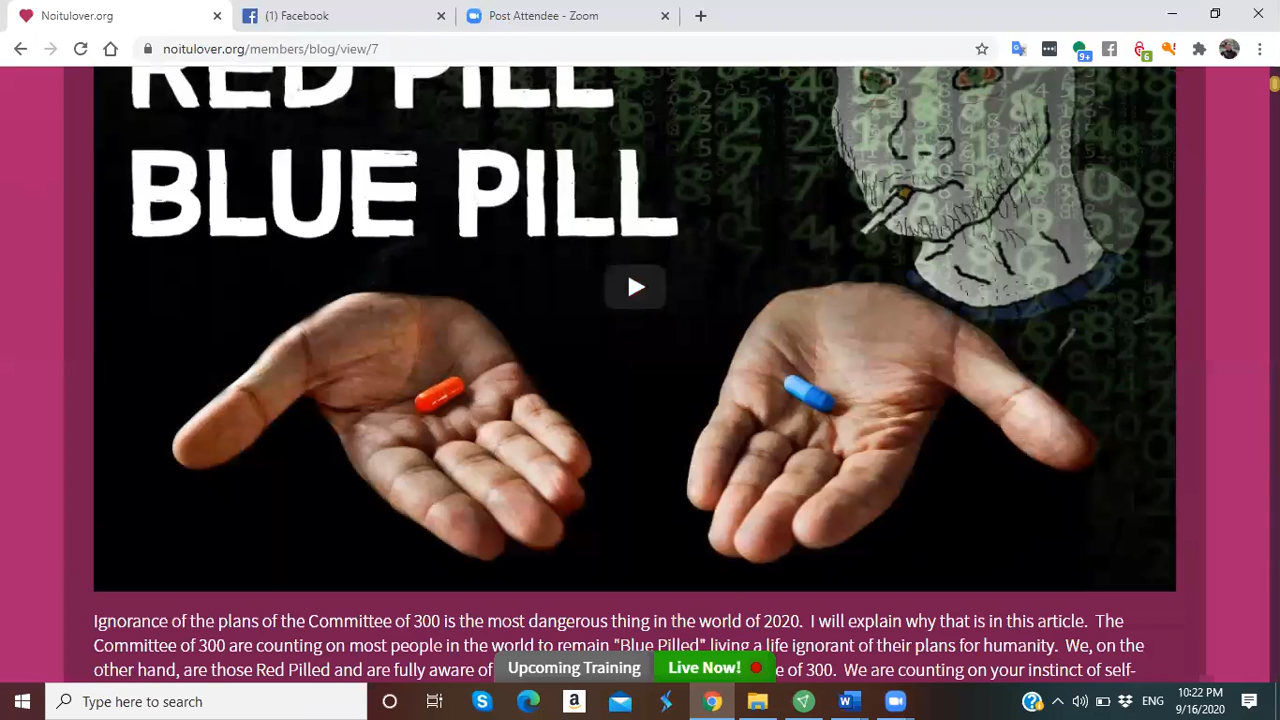 Noitulover.org
(1) Facebook
Post Attendee - Zoom
noitulover.org/members/blog/view/7
9+
6
RED PILL
BLUE PILL
Ignorance of the plans of the Committee of 300 is the most dangerous thing in the world of 2020. I will explain why that is in this article. The
Committee of 300 are counting on most people in the world to remain "Blue Pilled" living a life ignorant of their plans for humanity. We, on the
other hand, are those Red Pilled and are fully aware of
e of 300. We are counting on your instinct of self-
Upcoming Training
Live Now!
Type here to search
ENG
10:22 PM
9/16/2020